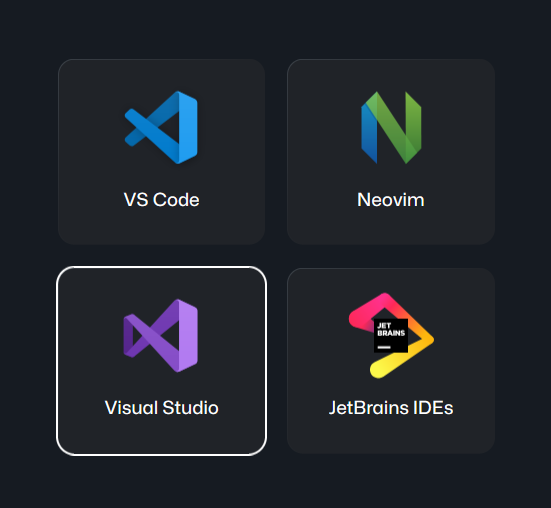 VS Code
Neovim
Visual Studio
JET
BRAINS
JetBrains IDEs